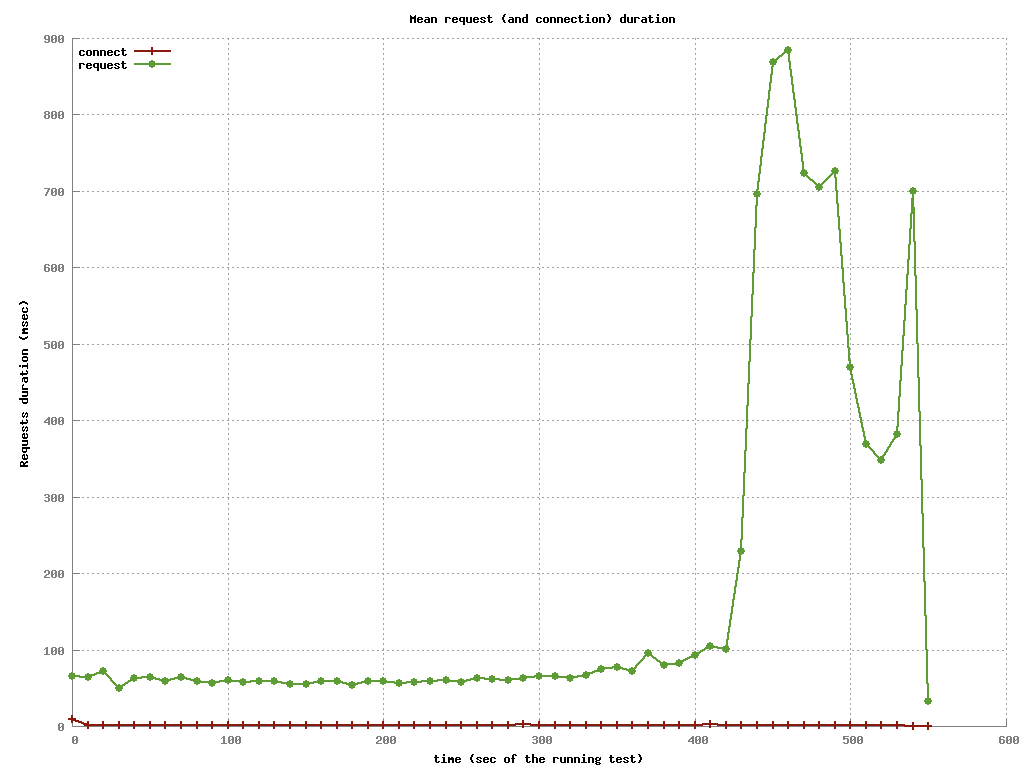 Mean request (and connection) duration
900
connect
request
800
700
600
500
400
300
200
100
0
Requests duration (msec)
0 100 200 300 400 500 600
time (sec of the running test)